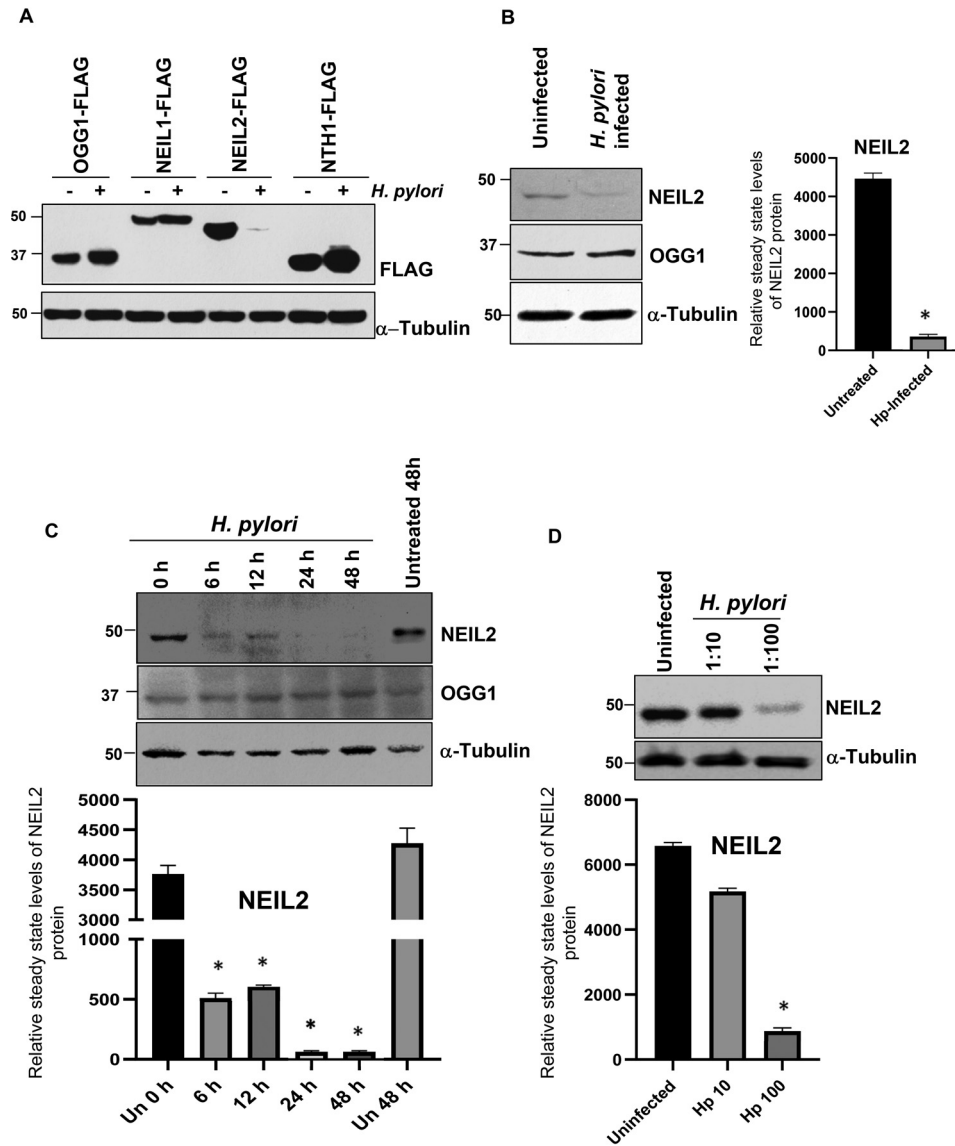 A
OGG1-FLAG
NEIL1-FLAG
NEIL2-FLAG
NTH1-FLAG
- + - + - + - + H. pylori
50
37
FLAG
50
α–Tubulin
B
Uninfected
H. pylori
infected
50
NEIL2
37
OGG1
50
α-Tubulin
NEIL2
Relative steady state levels
of NEIL2 protein
5000
4000
3000
2000
1000
0
*
Untreated
Hp-Infected
C
H. pylori
0 h
6 h
12 h
24 h
48 h
Untreated 48h
50
NEIL2
37
OGG1
50
α-Tubulin
Relative steady state levels of NEIL2
protein
5000
4500
4000
3500
3000
1000
500
0
NEIL2
* * * *
Un 0 h
6 h
12 h
24 h
48 h
Un 48 h
D
Uninfected
H. pylori
1:10
1:100
50
NEIL2
50
α-Tubulin
Relative steady state levels of NEIL2
protein
8000
6000
4000
2000
0
NEIL2
*
Uninfected
Hp 10
Hp 100